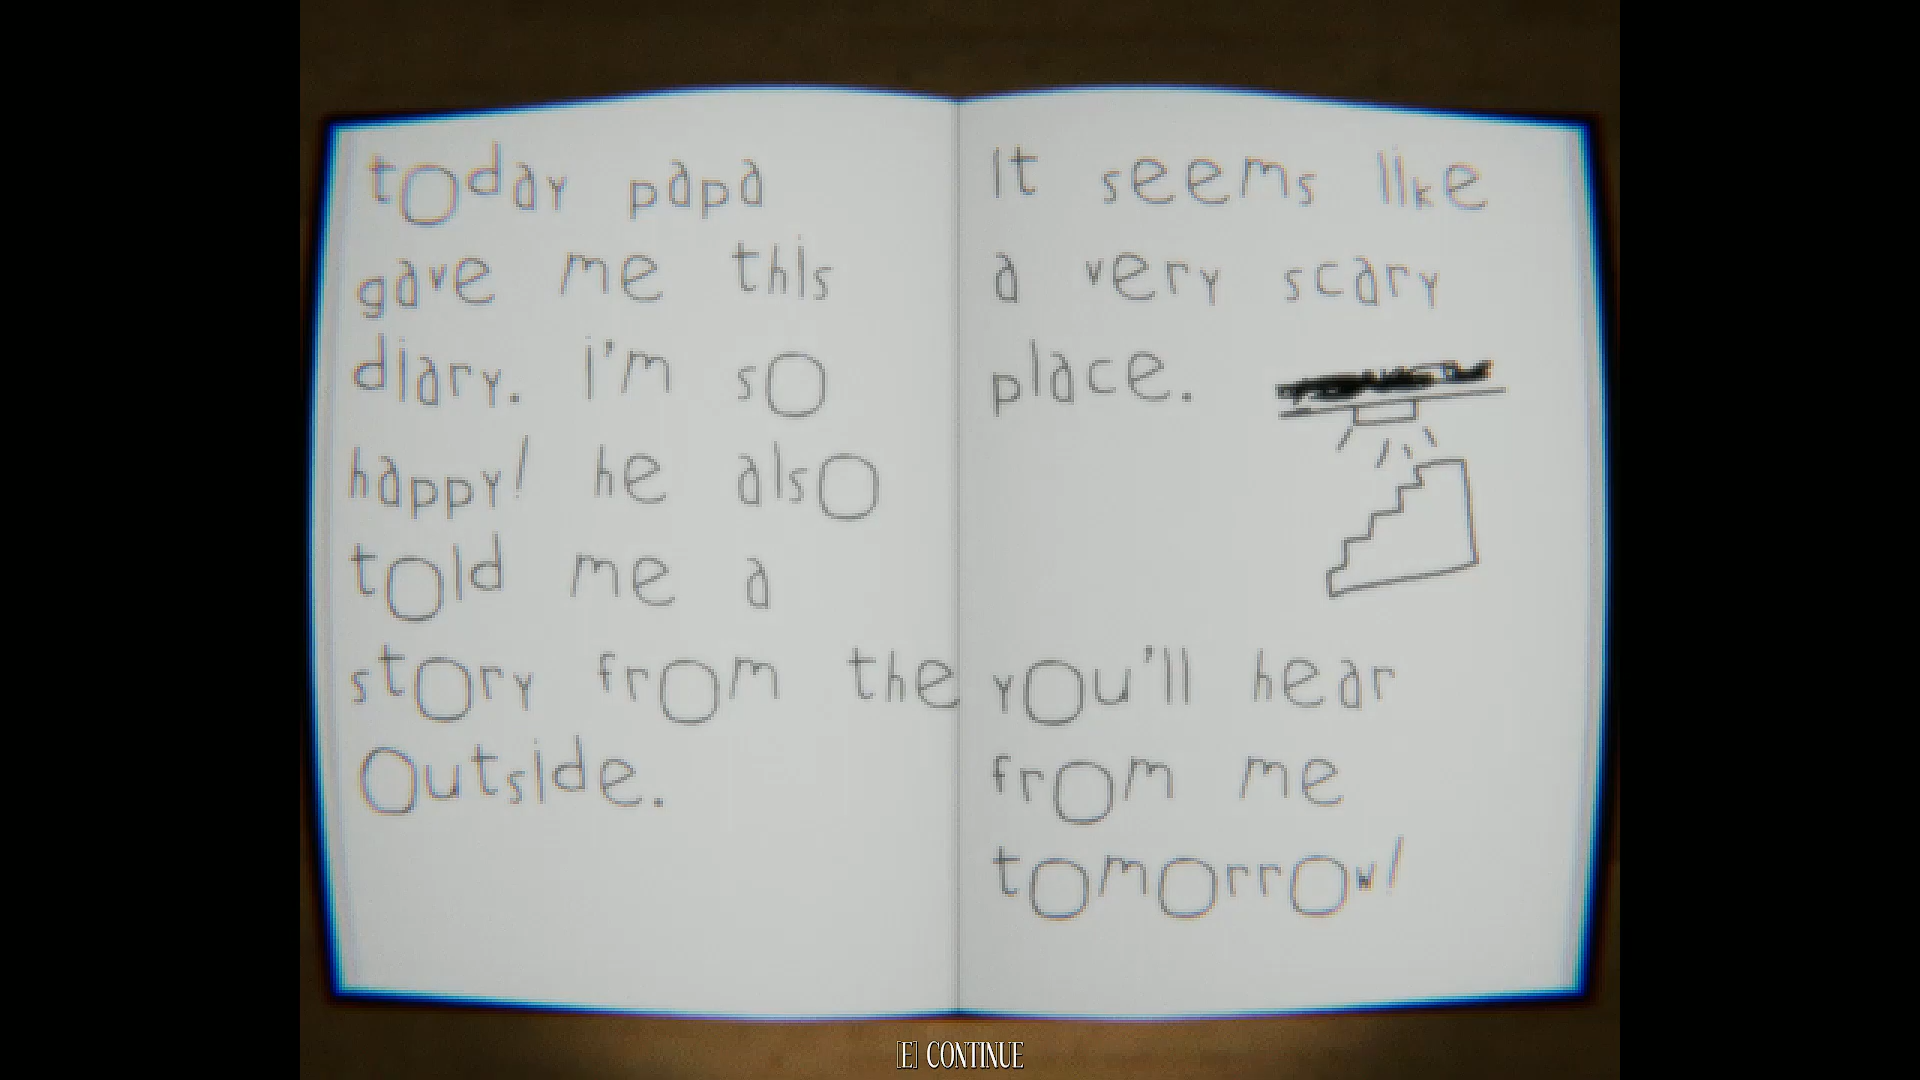 today papa
gave me this
diary. i'm so
happy! he also
told me a
story from the
outside.
it seems like
a very scary
place.
you'll hear
from me
tomorrow!
[E] CONTINUE